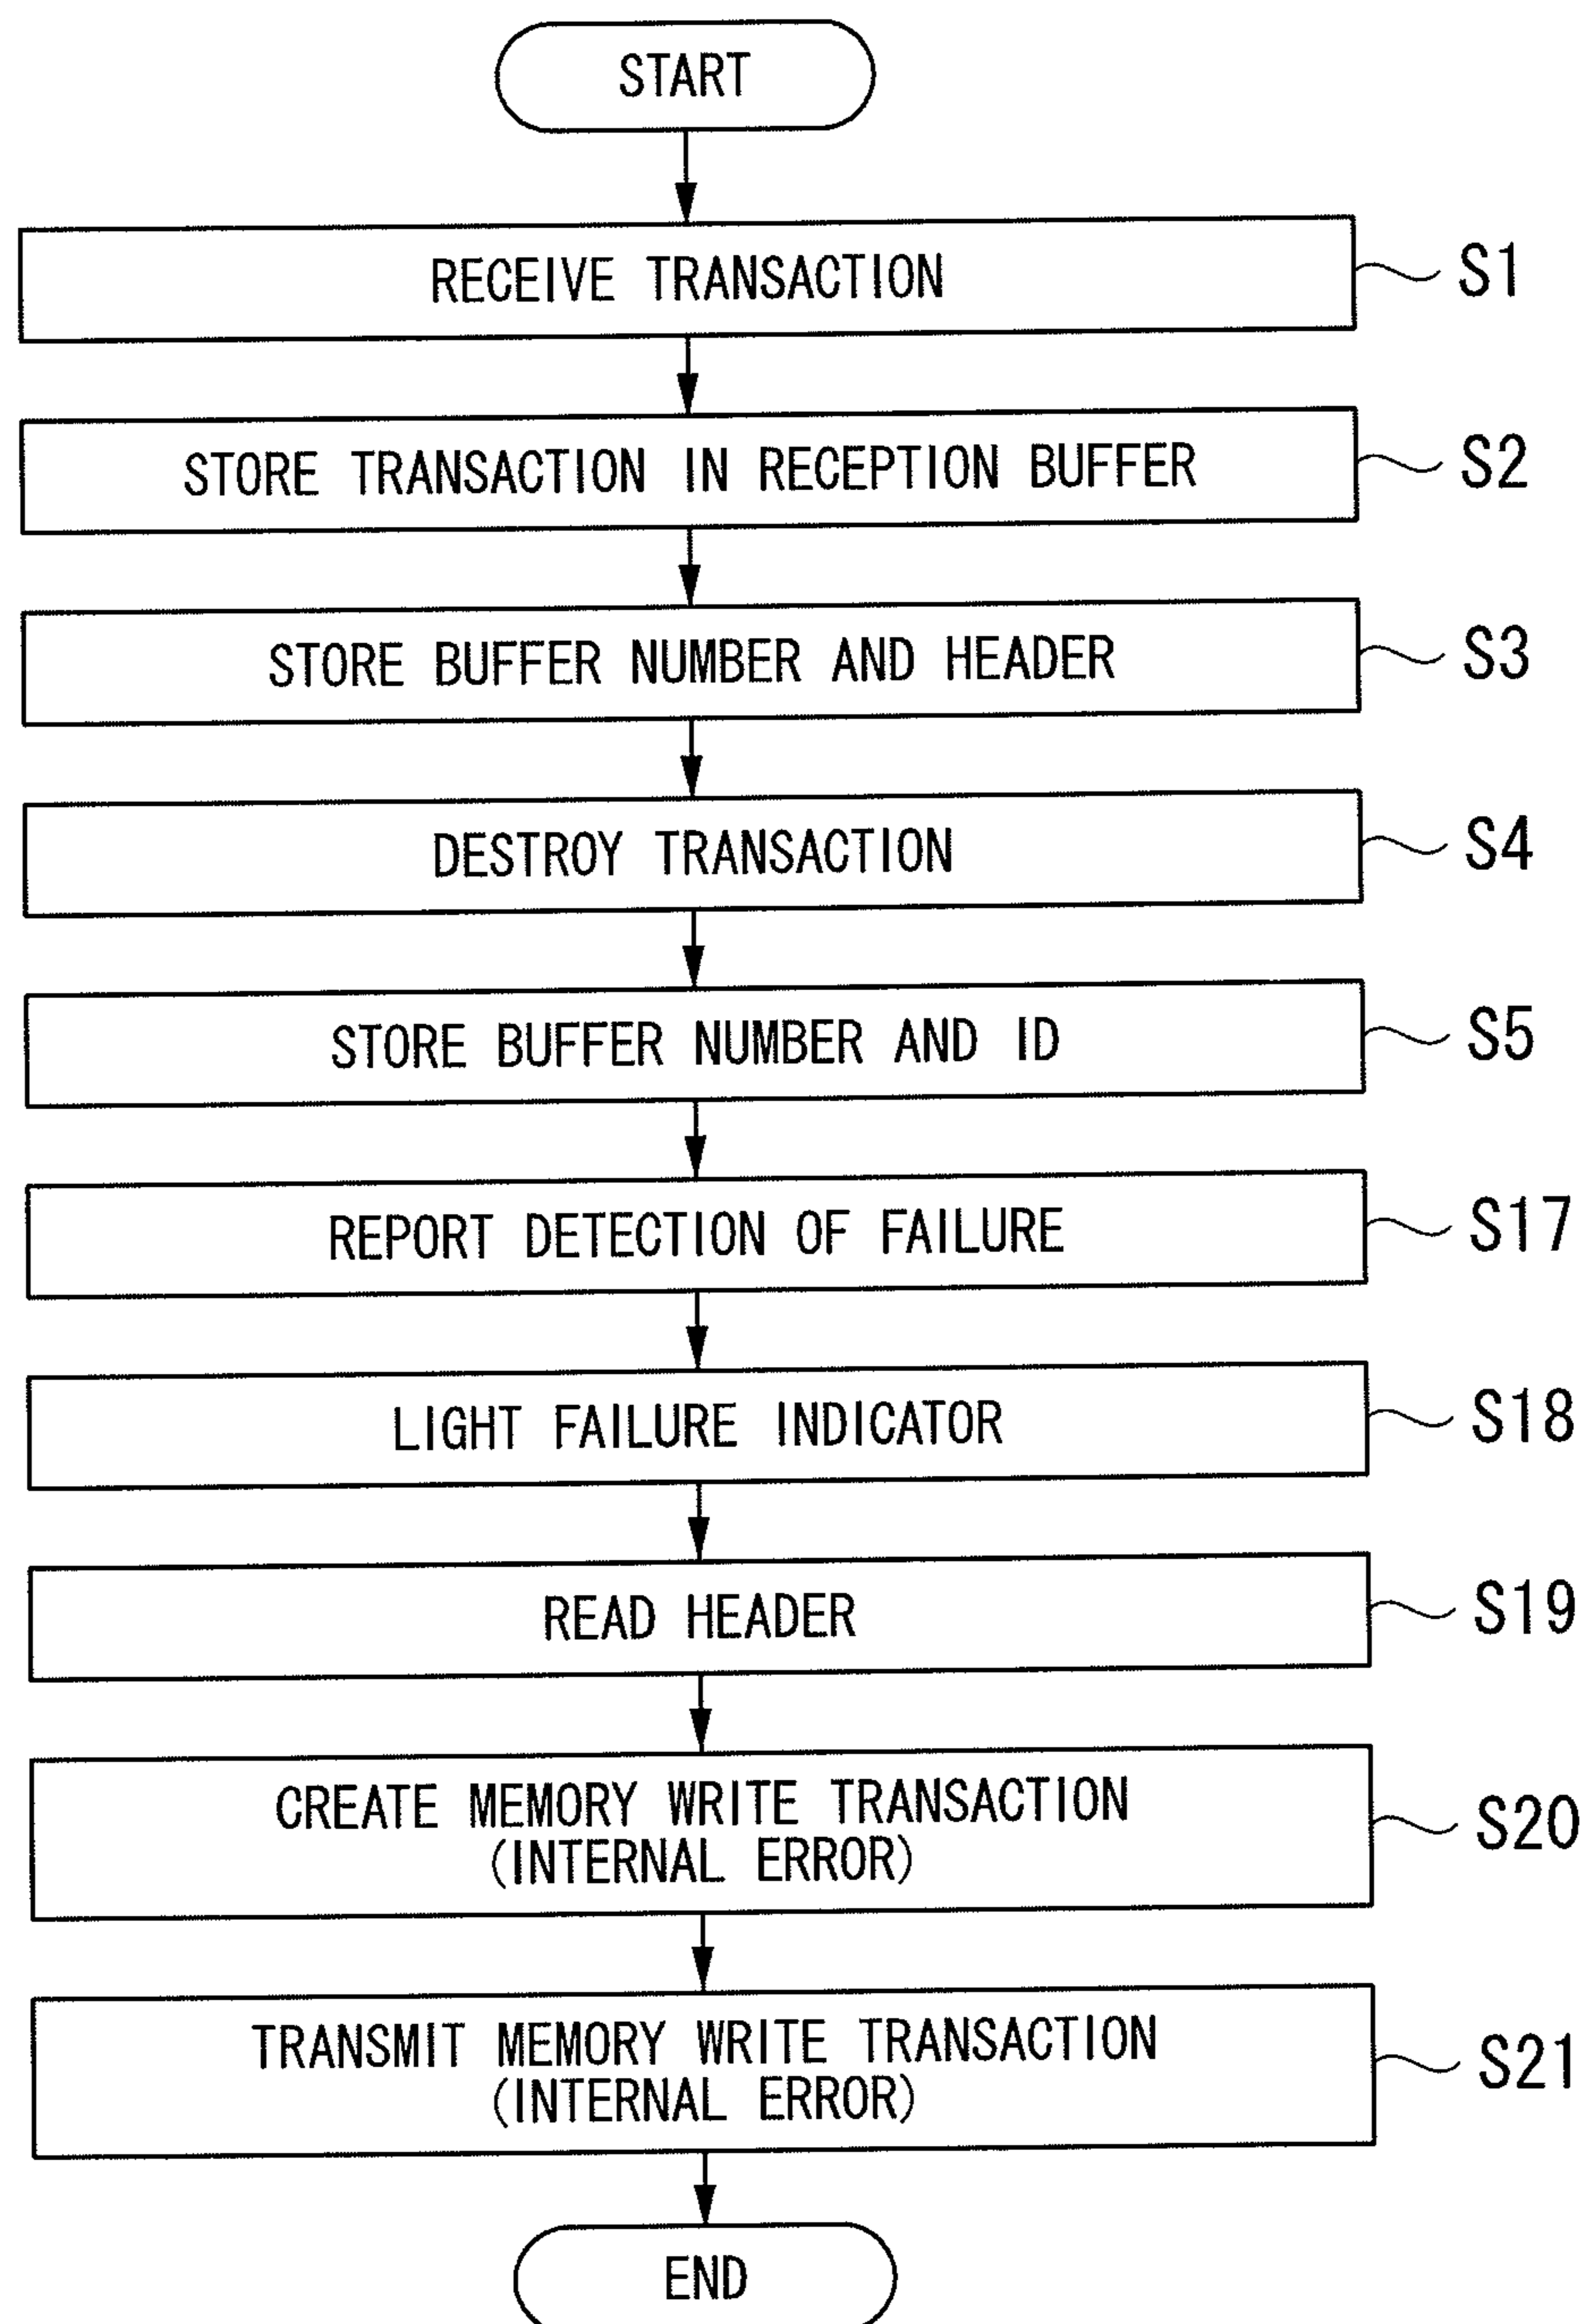 START
RECEIVE TRANSACTION S1
STORE TRANSACTION IN RECEPTION BUFFER S2
STORE BUFFER NUMBER AND HEADER S3
DESTROY TRANSACTION S4
STORE BUFFER NUMBER AND ID S5
REPORT DETECTION OF FAILURE S17
LIGHT FAILURE INDICATOR S18
READ HEADER S19
CREATE MEMORY WRITE TRANSACTION S20
(INTERNAL ERROR)
TRANSMIT MEMORY WRITE TRANSACTION S21
(INTERNAL ERROR)
END